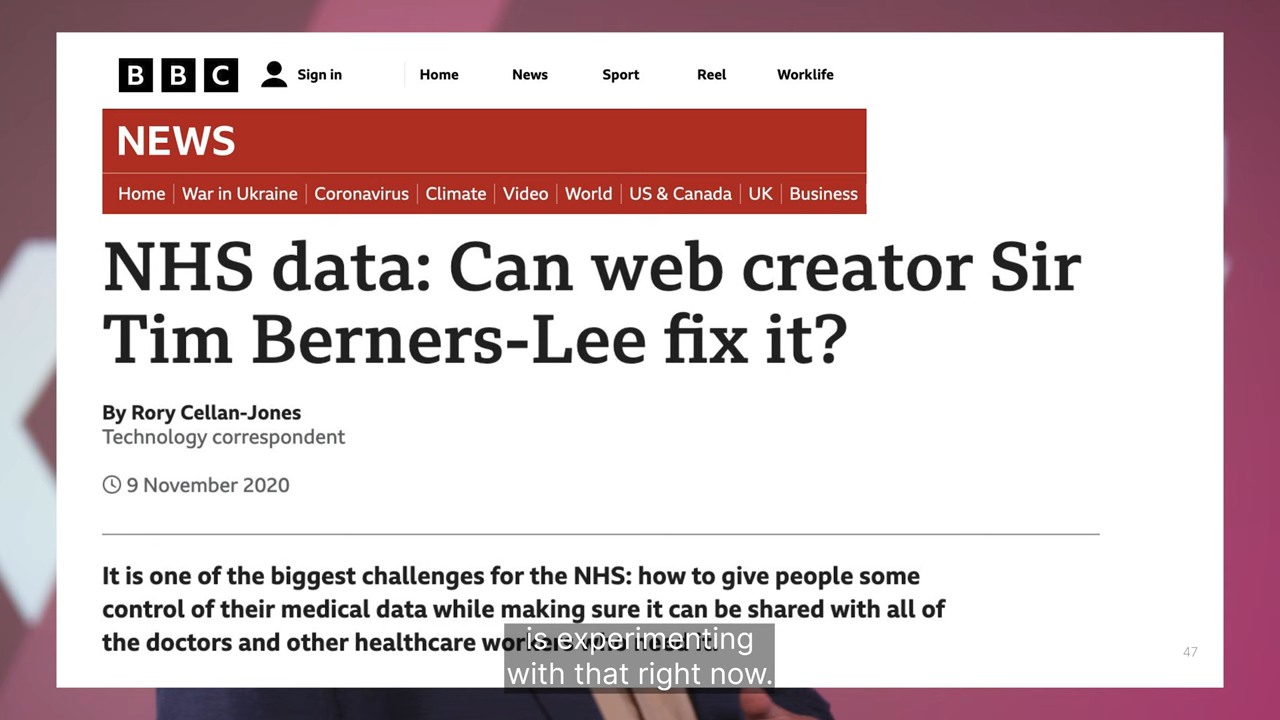 BBC Sign in Home News Sport Reel Worklife
NEWS
Home War in Ukraine Coronavirus Climate Video World US & Canada UK Business
NHS data: Can web creator Sir
Tim Berners-Lee fix it?
By Rory Cellan-Jones
Technology correspondent
9 November 2020
It is one of the biggest challenges for the NHS: how to give people some
control of their medical data while making sure it can be shared with all of
the doctors and other healthcare workers who need it.
is experimenting
with that right now.
47